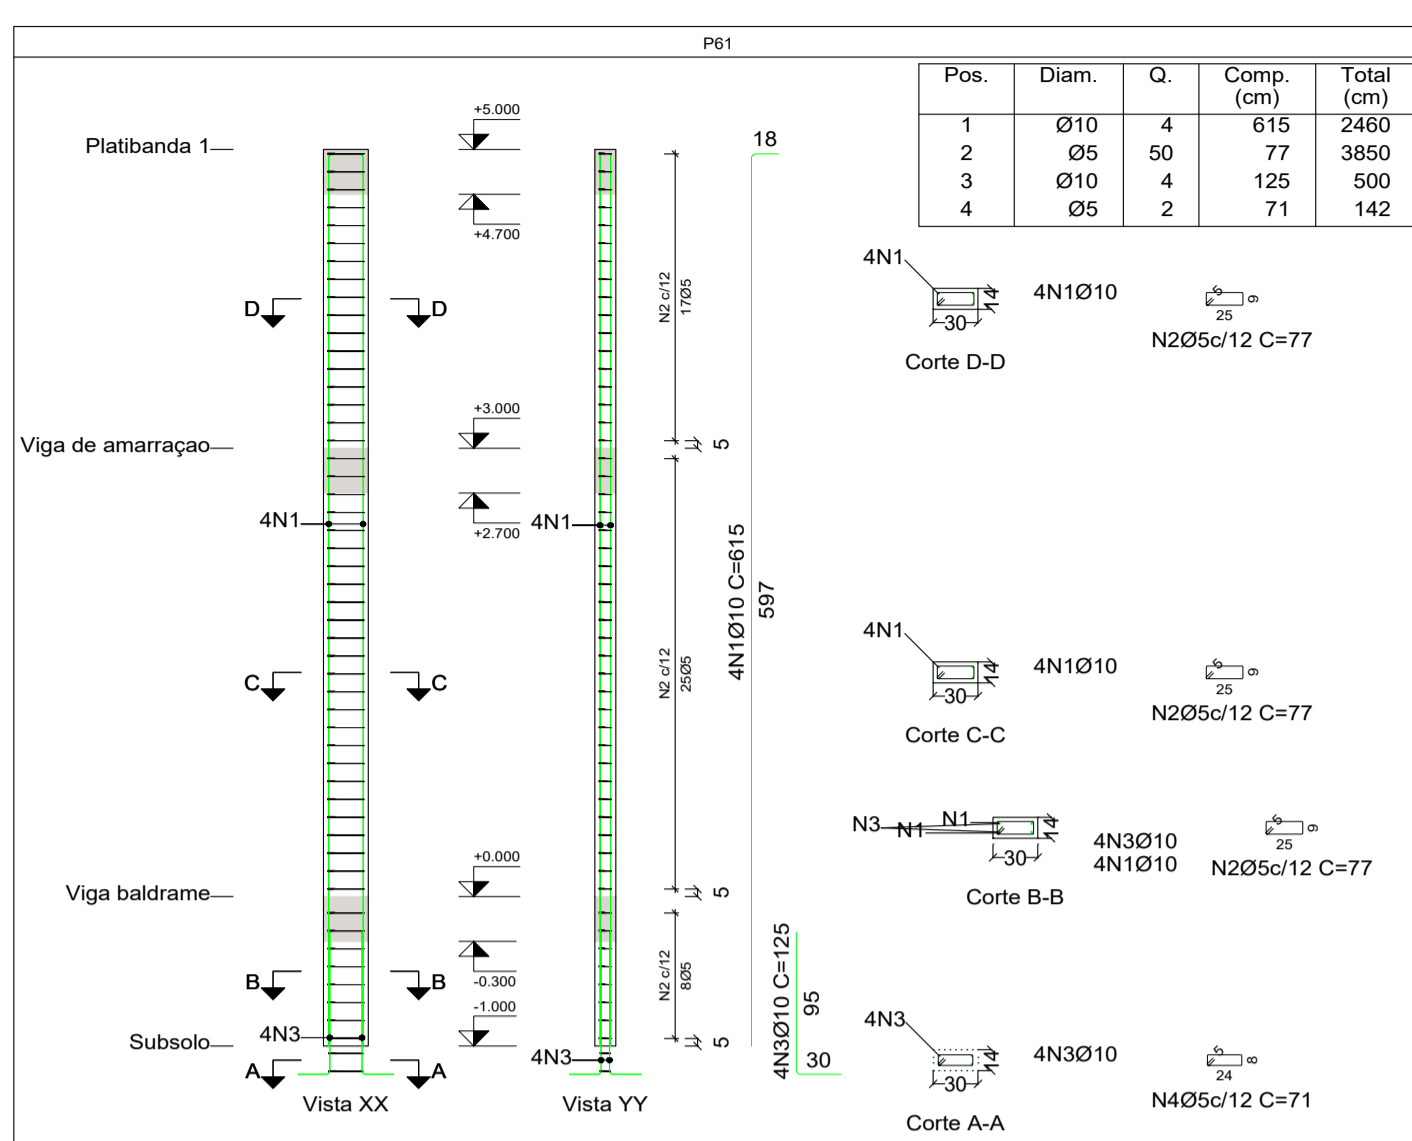 P61
Pos. Diam. Q. Comp. (cm) Total (cm)
1 Ø10 4 615 2460
2 Ø5 50 77 3850
3 Ø10 4 125 500
4 Ø5 2 71 142
Platibanda 1
+5.000
18
+4.700
N2 c/12
17Ø5
D D
4N1
14
30
4N1Ø10
5
9
25
N2Ø5c/12 C=77
Corte D-D
Viga de amarraçao
+3.000
5
+2.700
4N1
4N1
4N1Ø10 C=615
597
N2 c/12
25Ø5
C C
4N1
14
30
4N1Ø10
5
9
25
N2Ø5c/12 C=77
Corte C-C
Viga baldrame
+0.000
5
N3
N1
N1
14
30
4N3Ø10
4N1Ø10
5
9
25
N2Ø5c/12 C=77
Corte B-B
N2 c/12
8Ø5
B B
-0.300
-1.000
Subsolo
4N3
5
4N3
4N3Ø10 C=125
95
30
A A
4N3
14
30
4N3Ø10
5
8
24
N4Ø5c/12 C=71
Corte A-A
Vista XX
Vista YY